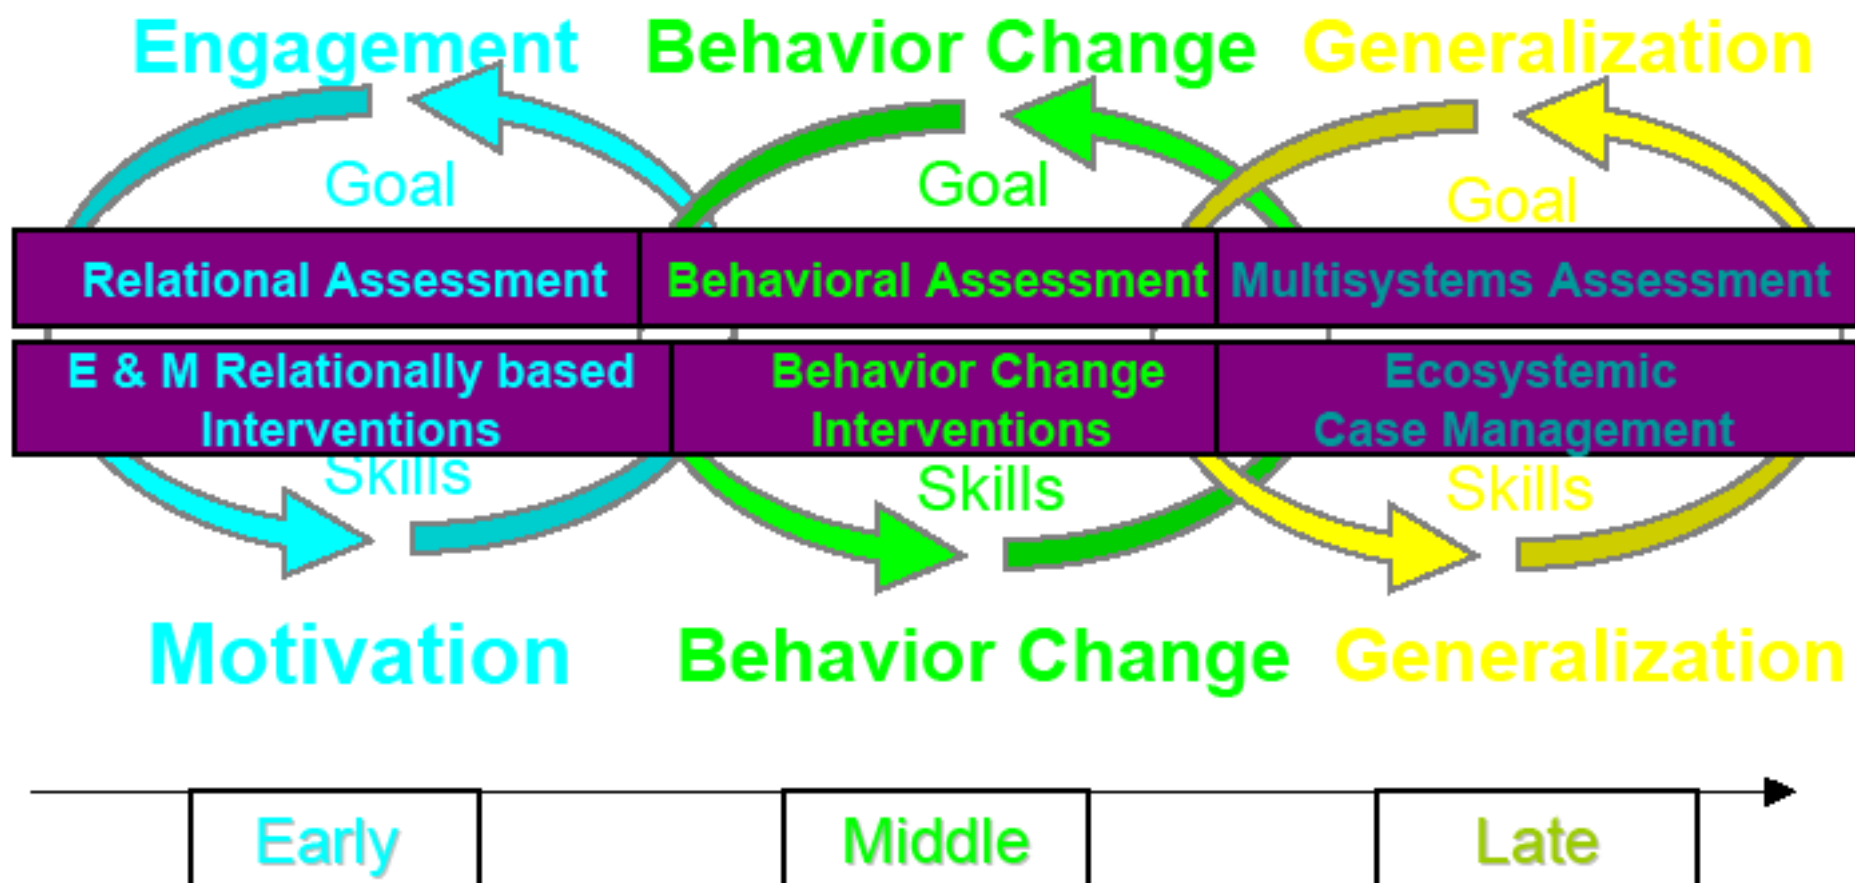 Engagement Behavior Change Generalization
Goal Goal Goal
Relational Assessment Behavioral Assessment Multisystems Assessment
E & M Relationally based Behavior Change Ecosystemic
Interventions Interventions Case Management
Skills Skills Skills
Motivation Behavior Change Generalization
Early Middle Late